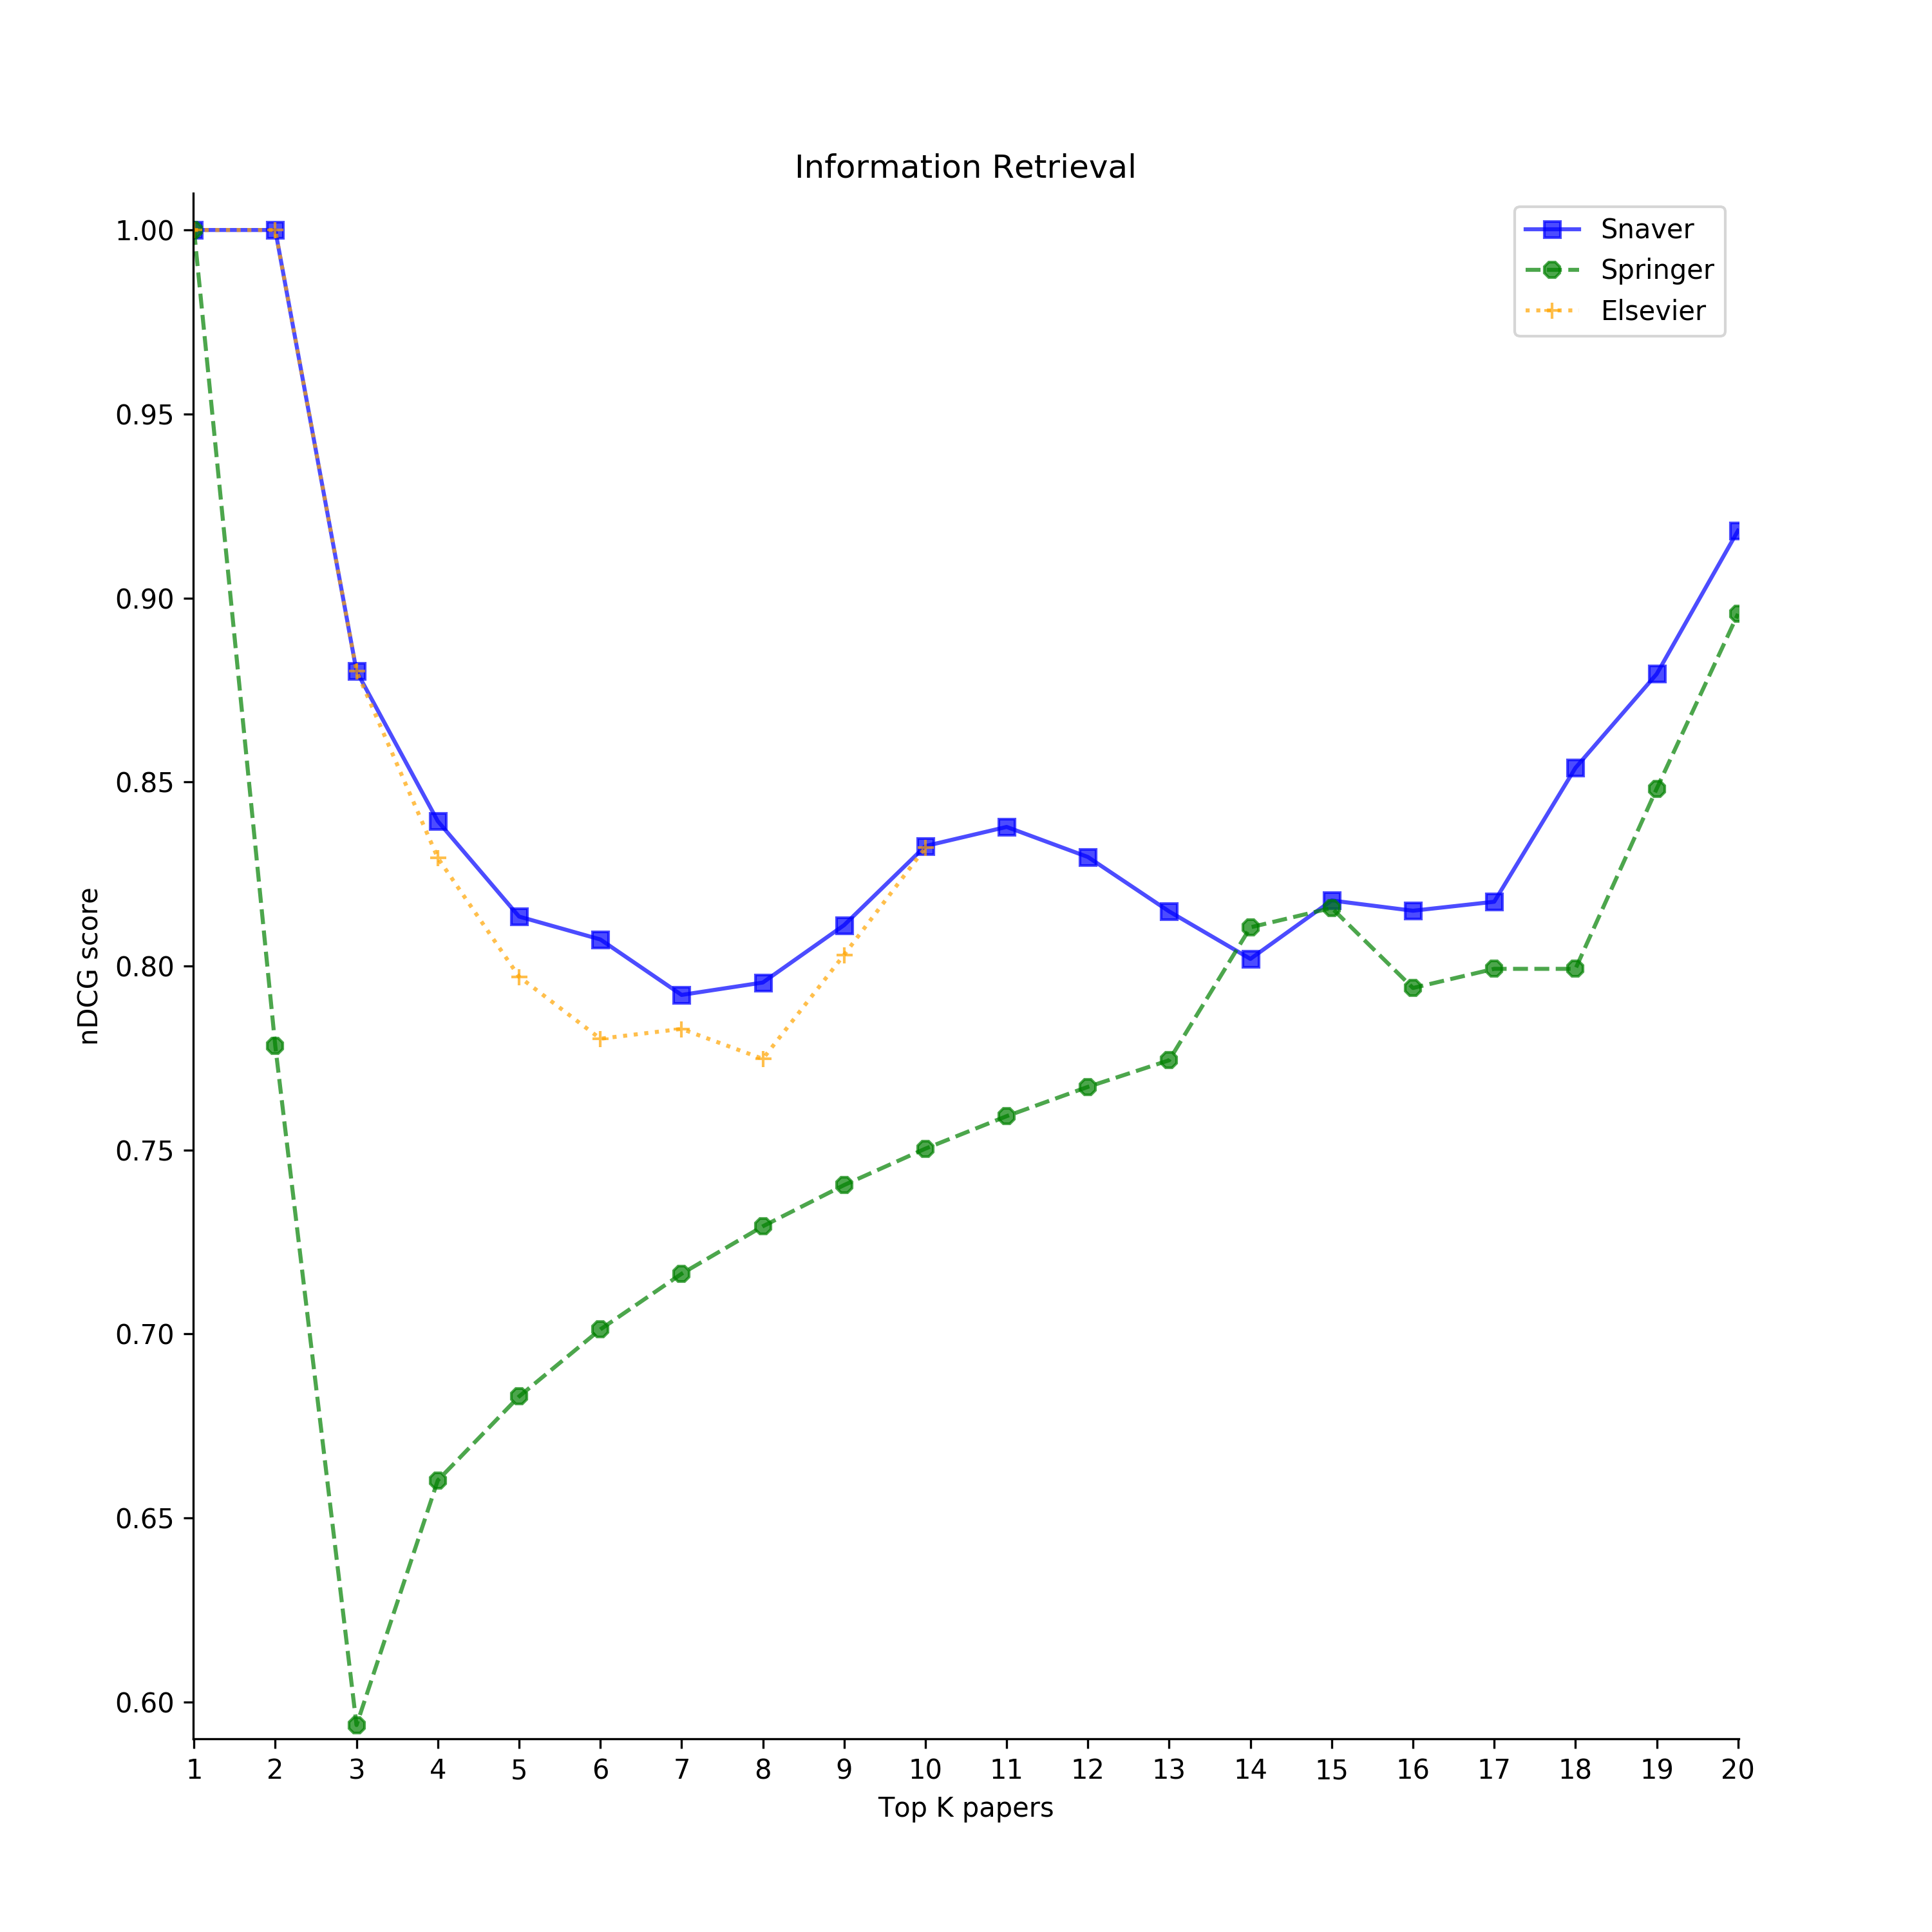 Information Retrieval
Snaver
Springer
Elsevier
1.00
0.95
0.90
0.85
0.80
0.75
0.70
0.65
0.60
nDCG score
1 2 3 4 5 6 7 8 9 10 11 12 13 14 15 16 17 18 19 20
Top K papers